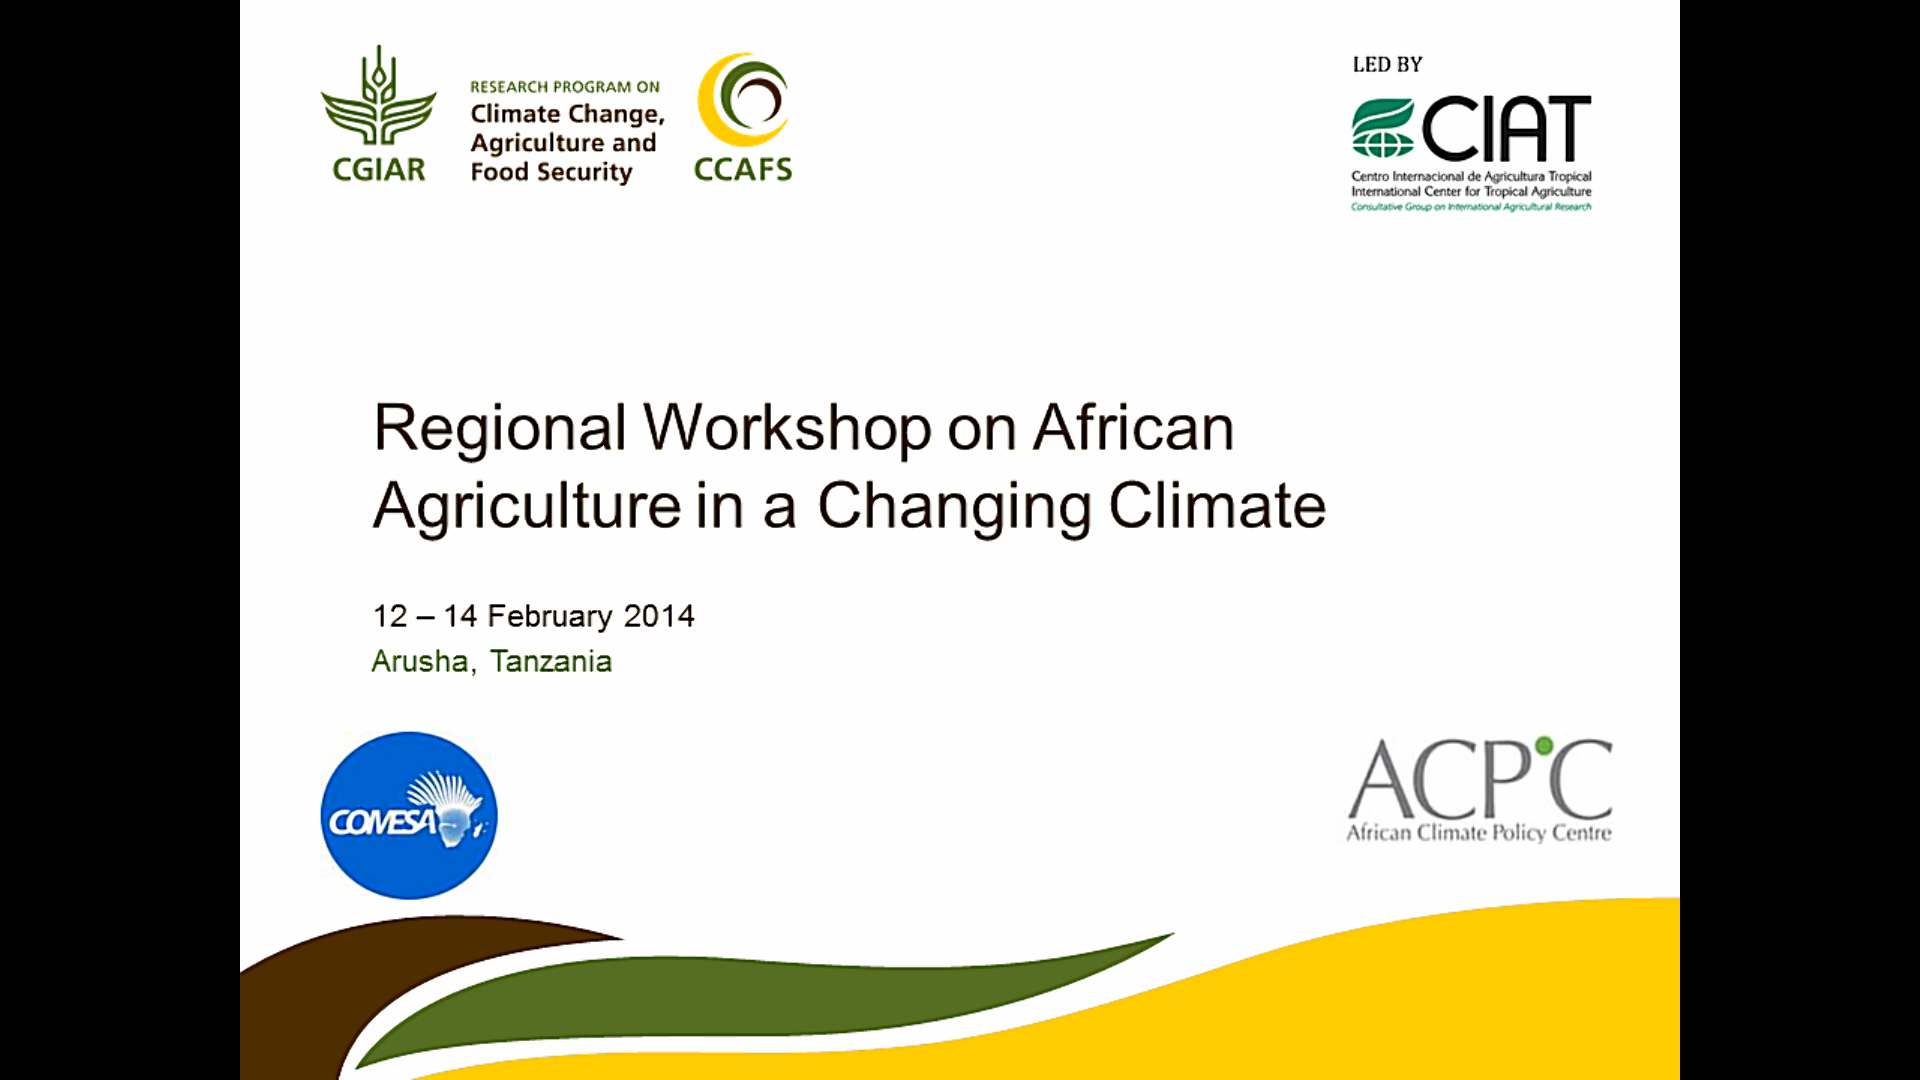 CGIAR
RESEARCH PROGRAM ON
Climate Change,
Agriculture and
Food Security
CCAFS
LED BY
CIAT
Centro Internacional de Agricultura Tropical
International Center for Tropical Agriculture
Consultative Group on International Agricultural Research
Regional Workshop on African
Agriculture in a Changing Climate
12 – 14 February 2014
Arusha, Tanzania
COMESA
ACPC
African Climate Policy Centre